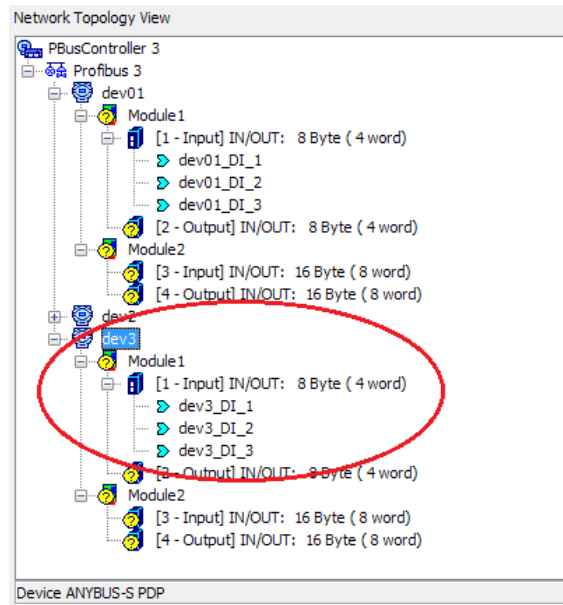 Network Topology View
PBusController 3
Profibus 3
dev01
Module1
[1 - Input] IN/OUT: 8 Byte ( 4 word)
dev01_DI_1
dev01_DI_2
dev01_DI_3
[2 - Output] IN/OUT: 8 Byte ( 4 word)
Module2
[3 - Input] IN/OUT: 16 Byte ( 8 word)
[4 - Output] IN/OUT: 16 Byte ( 8 word)
dev2
dev3
Module1
[1 - Input] IN/OUT: 8 Byte ( 4 word)
dev3_DI_1
dev3_DI_2
dev3_DI_3
[2 - Output] IN/OUT: 8 Byte ( 4 word)
Module2
[3 - Input] IN/OUT: 16 Byte ( 8 word)
[4 - Output] IN/OUT: 16 Byte ( 8 word)
Device ANYBUS-S PDP